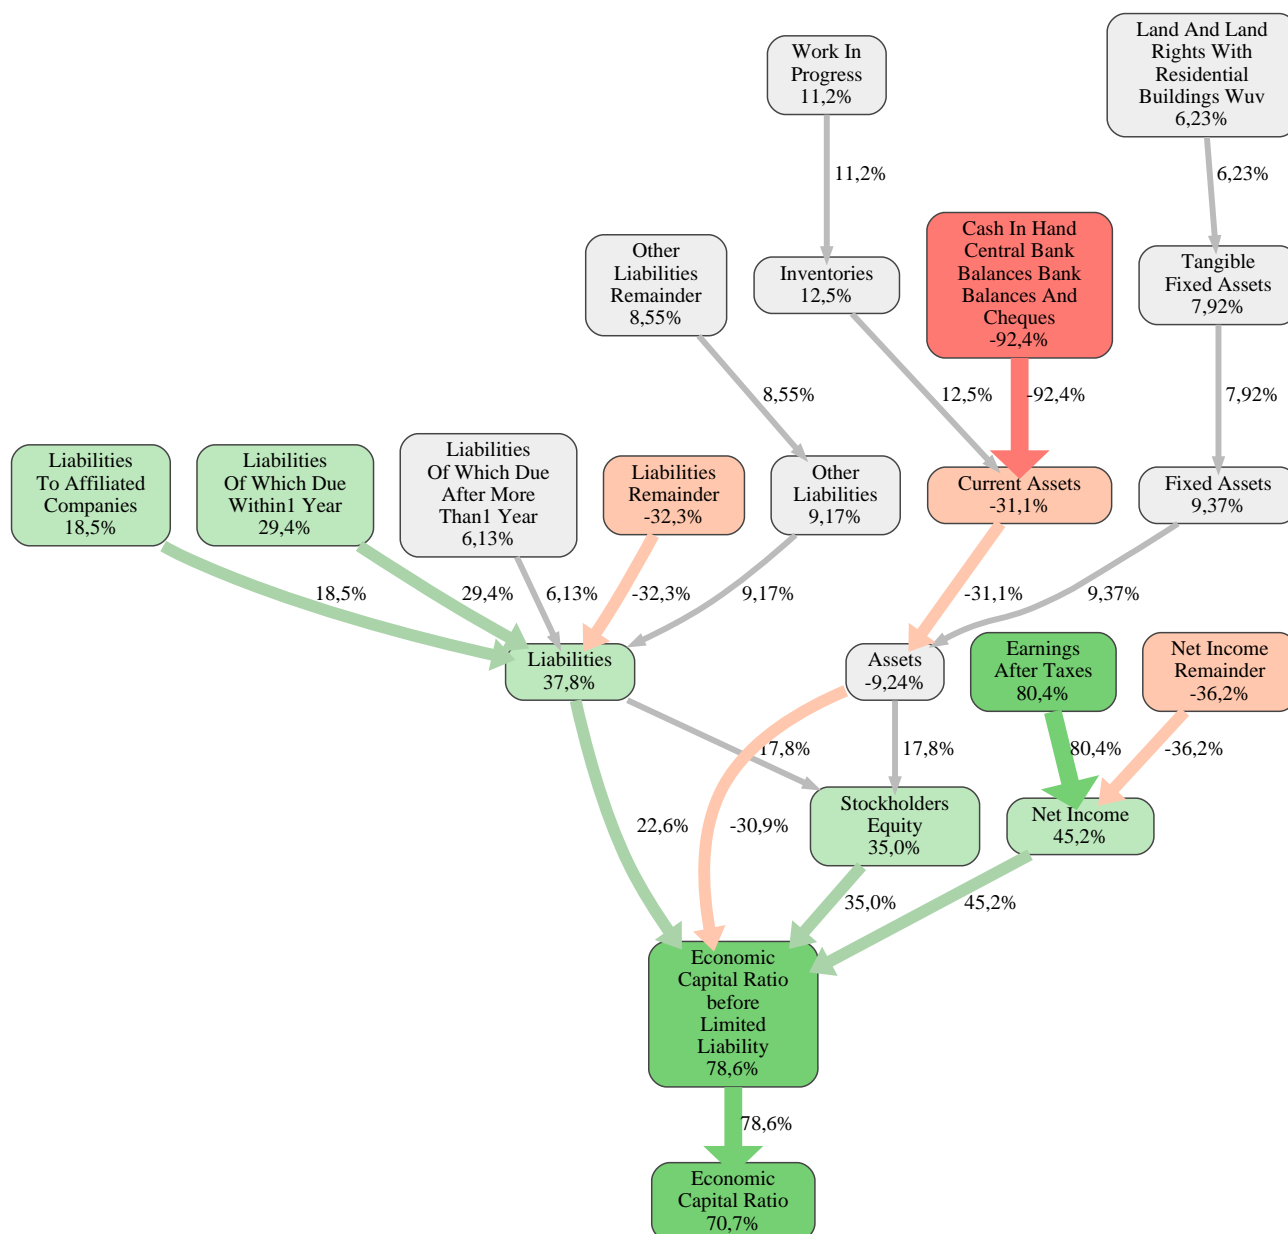 Work In
Progress
11,2%
Land And Land
Rights With
Residential
Buildings Wuv
6,23%
11,2%
6,23%
Other
Liabilities
Remainder
8,55%
Inventories
12,5%
Cash In Hand
Central Bank
Balances Bank
Balances And
Cheques
-92,4%
Tangible
Fixed Assets
7,92%
8,55%
12,5%
-92,4%
7,92%
Liabilities
To Affiliated
Companies
18,5%
Liabilities
Of Which Due
Within1 Year
29,4%
Liabilities
Of Which Due
After More
Than1 Year
6,13%
Liabilities
Remainder
-32,3%
Other
Liabilities
9,17%
Current Assets
-31,1%
Fixed Assets
9,37%
18,5%
29,4%
6,13%
-32,3%
9,17%
-31,1%
9,37%
Liabilities
37,8%
Assets
-9,24%
Earnings
After Taxes
80,4%
Net Income
Remainder
-36,2%
17,8%
17,8%
80,4%
-36,2%
22,6%
-30,9%
Stockholders
Equity
35,0%
Net Income
45,2%
35,0%
45,2%
Economic
Capital Ratio
before
Limited
Liability
78,6%
78,6%
Economic
Capital Ratio
70,7%